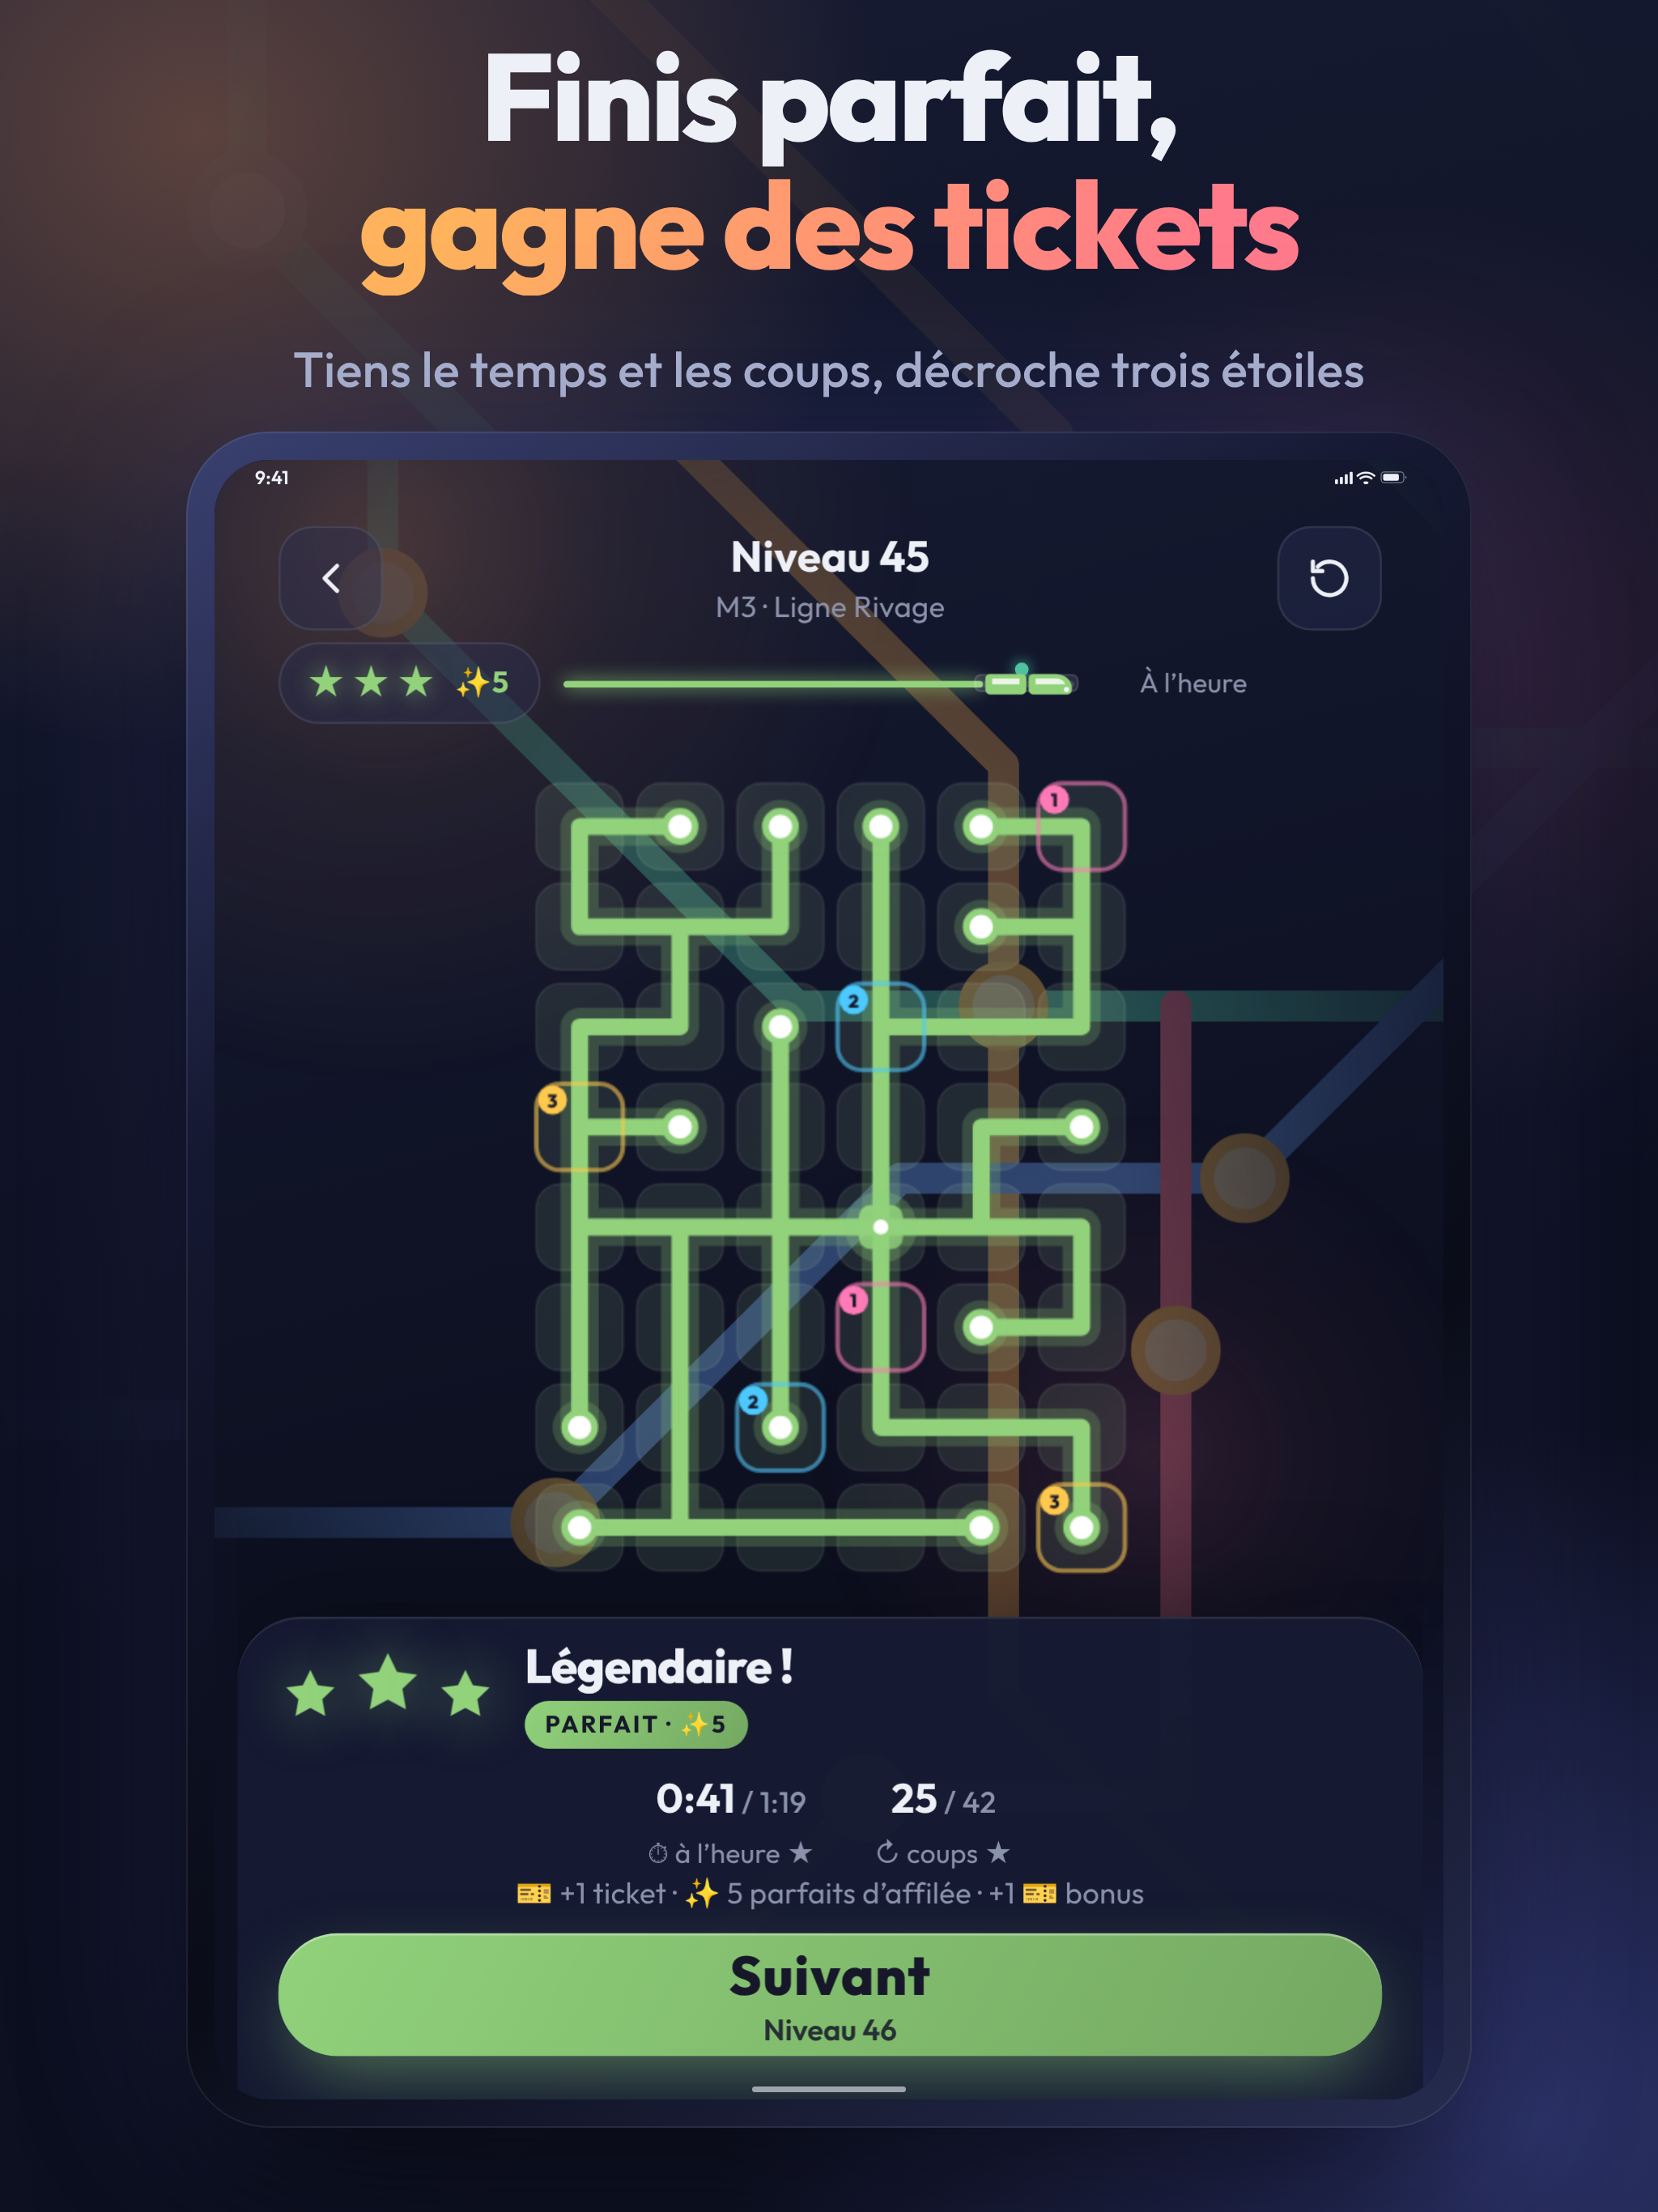 Finis parfait,
gagne des tickets
Tiens le temps et les coups, décroche trois étoiles
9:41
Niveau 45
M3 · Ligne Rivage
★ ★ ★ ✨5
À l’heure
1
2
3
1
2
3
Légendaire !
PARFAIT · ✨5
0:41 / 1:19 25 / 42
⏱ à l’heure ★ ↻ coups ★
🎫 +1 ticket · ✨ 5 parfaits d’affilée · +1 🎫 bonus
Suivant
Niveau 46